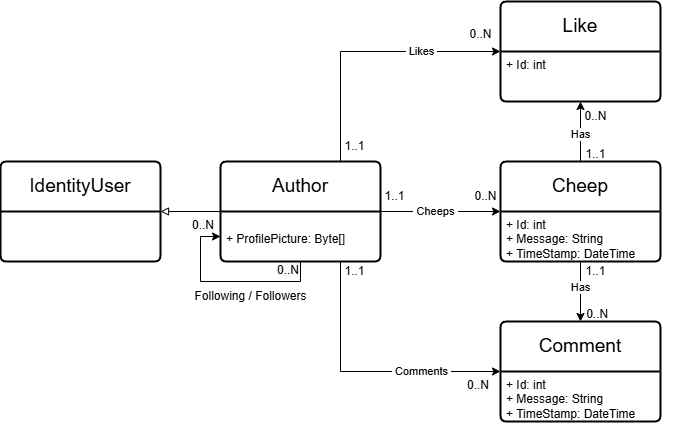 Like
0..N
Likes
+ Id: int
0..N
Has
1..1
1..1
IdentityUser
Author
1..1
Cheeps
0..N
Cheep
+ ProfilePicture: Byte[]
+ Id: int
+ Message: String
+ TimeStamp: DateTime
0..N
0..N
1..1
1..1
Following / Followers
Has
0..N
Comment
Comments
0..N
+ Id: int
+ Message: String
+ TimeStamp: DateTime